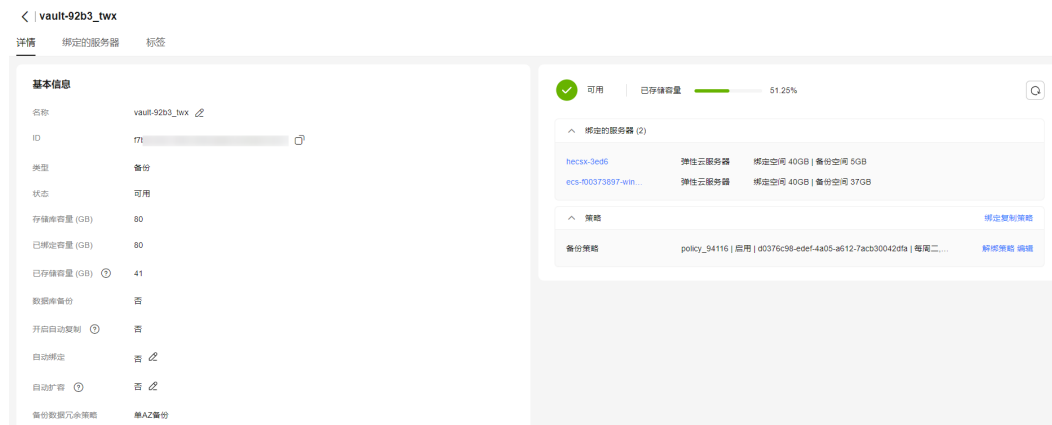 vault-92b3_twx
详情 绑定的服务器 标签
基本信息
名称 vault-92b3_twx
ID f7
类型 备份
状态 可用
存储库容量 (GB) 80
已绑定容量 (GB) 80
已存储容量 (GB) 41
数据库备份 否
开启自动复制 否
自动绑定 否
自动扩容 否
备份数据冗余策略 单AZ备份
可用 已存储容量 51.25%
绑定的服务器 (2)
hecsx-3ed6 弹性云服务器 绑定空间 40GB | 备份空间 5GB
ecs-f00373897-win... 弹性云服务器 绑定空间 40GB | 备份空间 37GB
策略 绑定复制策略
备份策略 policy_94116 | 启用 | d0376c98-edef-4a05-a612-7acb30042dfa | 每周二,... 解绑策略 编辑